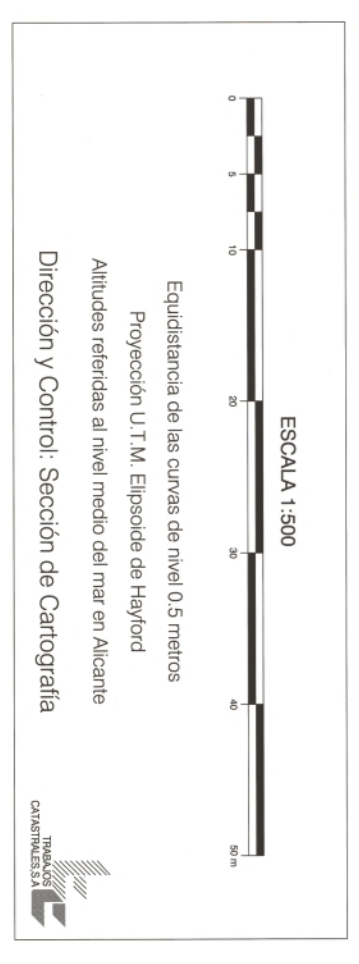 ESCALA 1:500
0 5 10 20 30 40 50 m
Equidistancia de las curvas de nivel 0.5 metros
Proyección U.T.M. Elipsoide de Hayford
Altitudes referidas al nivel medio del mar en Alicante
Dirección y Control: Sección de Cartografía
TRABAJOS
CATASTRALES,S.A